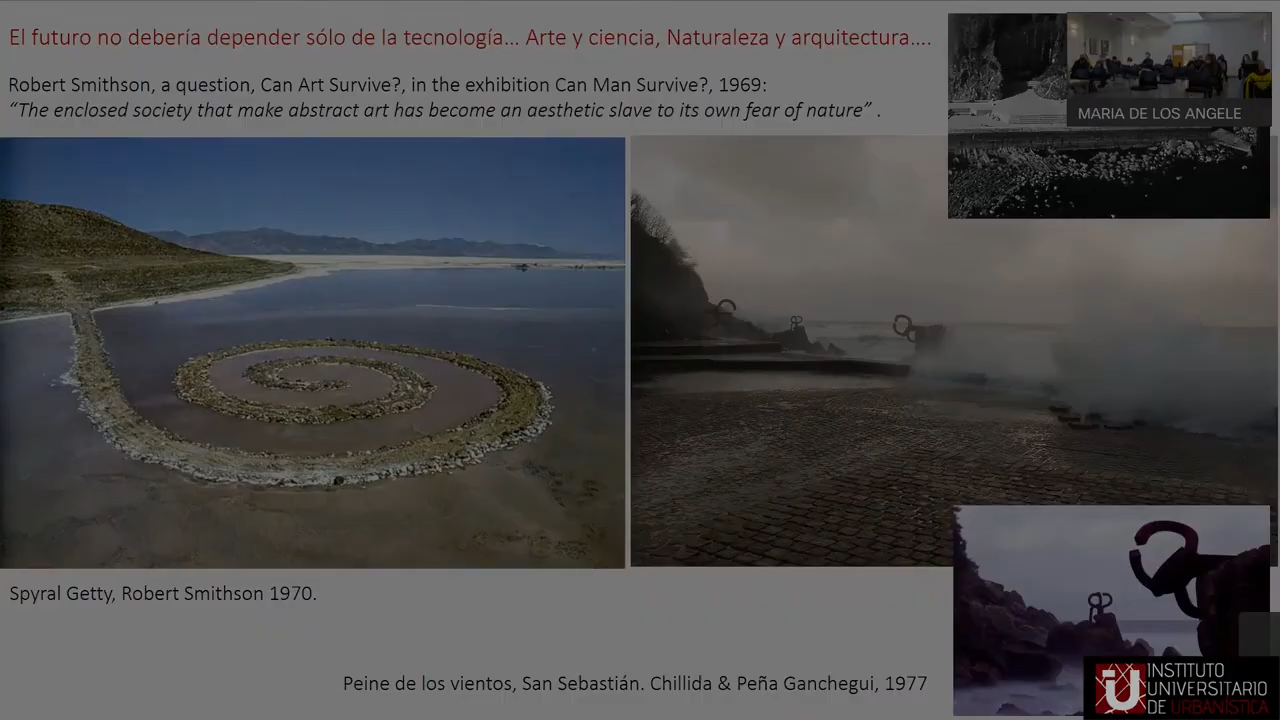 El futuro no debería depender sólo de la tecnología... Arte y ciencia, Naturaleza y arquitectura....
Robert Smithson, a question, Can Art Survive?, in the exhibition Can Man Survive?, 1969:
“The enclosed society that make abstract art has become an aesthetic slave to its own fear of nature” .
MARIA DE LOS ANGELE
Spyral Getty, Robert Smithson 1970.
Peine de los vientos, San Sebastián. Chillida & Peña Ganchegui, 1977
IU
INSTITUTO
UNIVERSITARIO
DE URBANÍSTICA